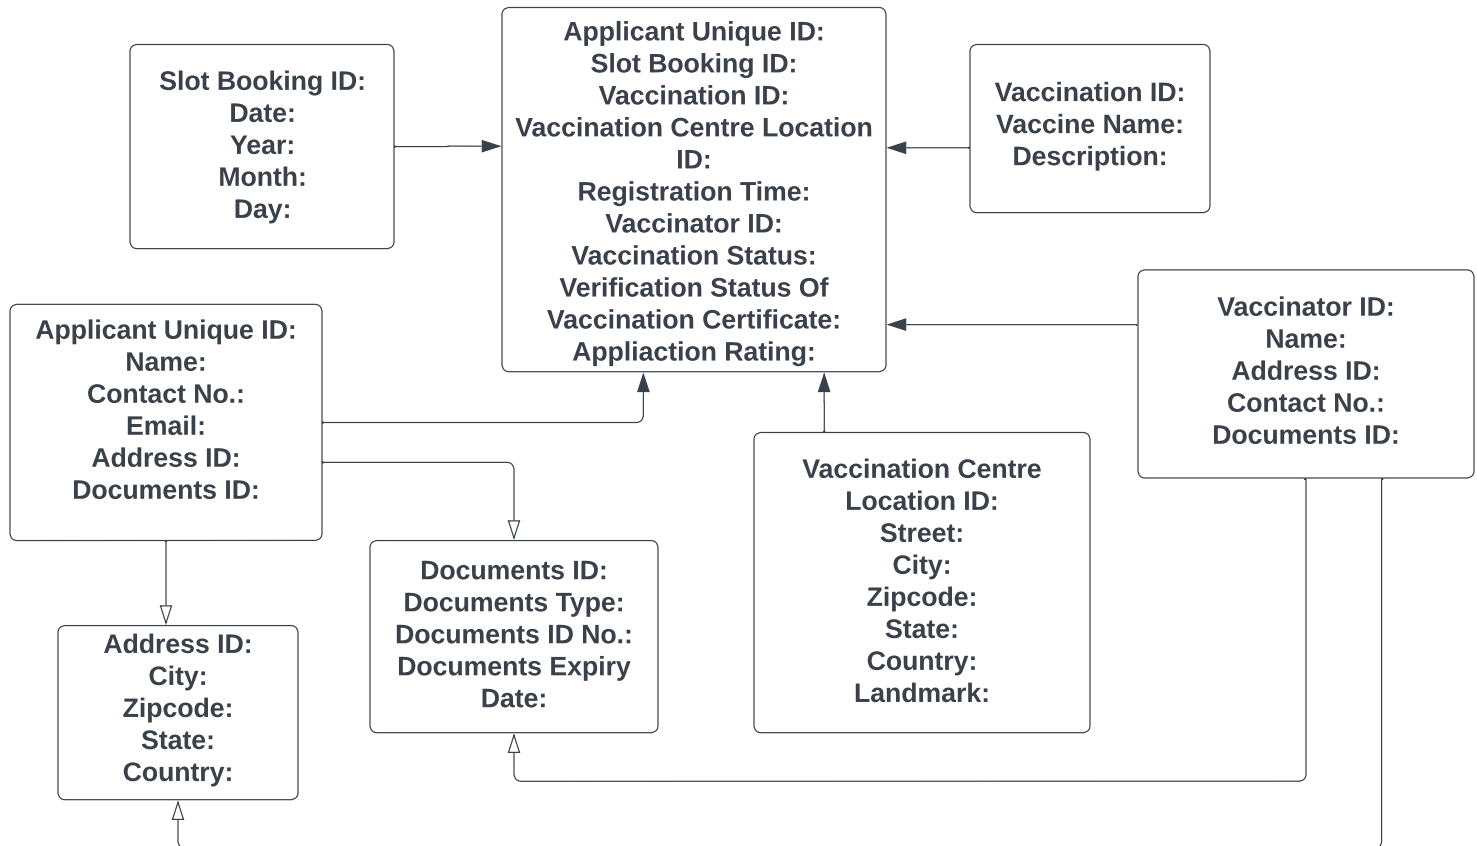 Slot Booking ID:
Date:
Year:
Month:
Day:
Applicant Unique ID:
Slot Booking ID:
Vaccination ID:
Vaccination Centre Location
ID:
Registration Time:
Vaccinator ID:
Vaccination Status:
Verification Status Of
Vaccination Certificate:
Appliaction Rating:
Vaccination ID:
Vaccine Name:
Description:
Applicant Unique ID:
Name:
Contact No.:
Email:
Address ID:
Documents ID:
Vaccinator ID:
Name:
Address ID:
Contact No.:
Documents ID:
Address ID:
City:
Zipcode:
State:
Country:
Documents ID:
Documents Type:
Documents ID No.:
Documents Expiry
Date:
Vaccination Centre
Location ID:
Street:
City:
Zipcode:
State:
Country:
Landmark: